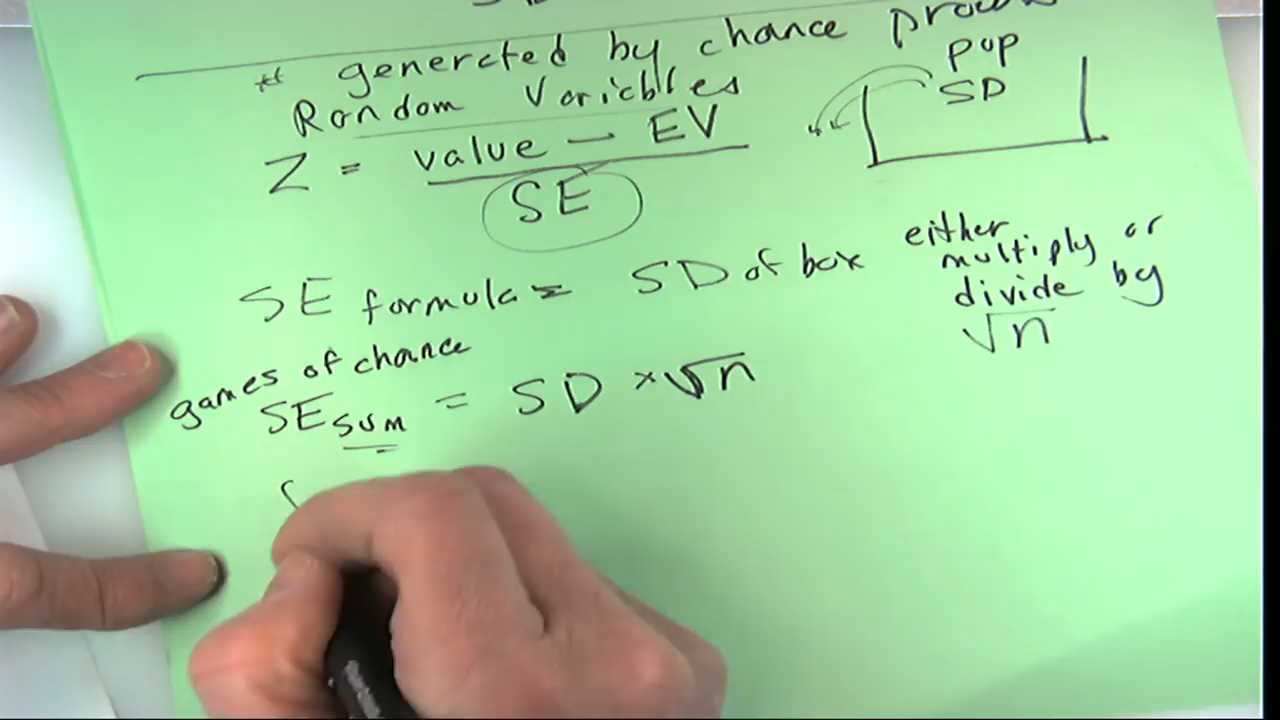 * generated by chance
Random Variables
Z = value - EV
SE
pop
SD
SE formula = SD of box either
multiply or
divide by
√n
games of chance
SE SUM = SD × √n